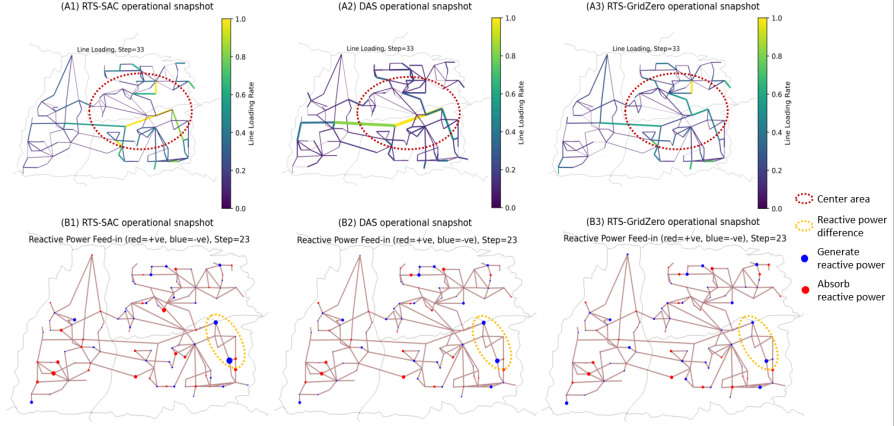 (A1) RTS-SAC operational snapshot
Line Loading, Step=33
1.0
0.8
0.6
0.4
0.2
0.0
Line Loading Rate
(A2) DAS operational snapshot
Line Loading, Step=33
1.0
0.8
0.6
0.4
0.2
0.0
Line Loading Rate
(A3) RTS-GridZero operational snapshot
Line Loading, Step=33
1.0
0.8
0.6
0.4
0.2
0.0
Line Loading Rate
(B1) RTS-SAC operational snapshot
Reactive Power Feed-in (red=+ve, blue=-ve), Step=23
(B2) DAS operational snapshot
Reactive Power Feed-in (red=+ve, blue=-ve), Step=23
(B3) RTS-GridZero operational snapshot
Reactive Power Feed-in (red=+ve, blue=-ve), Step=23
Center area
Reactive power
difference
Generate
reactive power
Absorb
reactive power